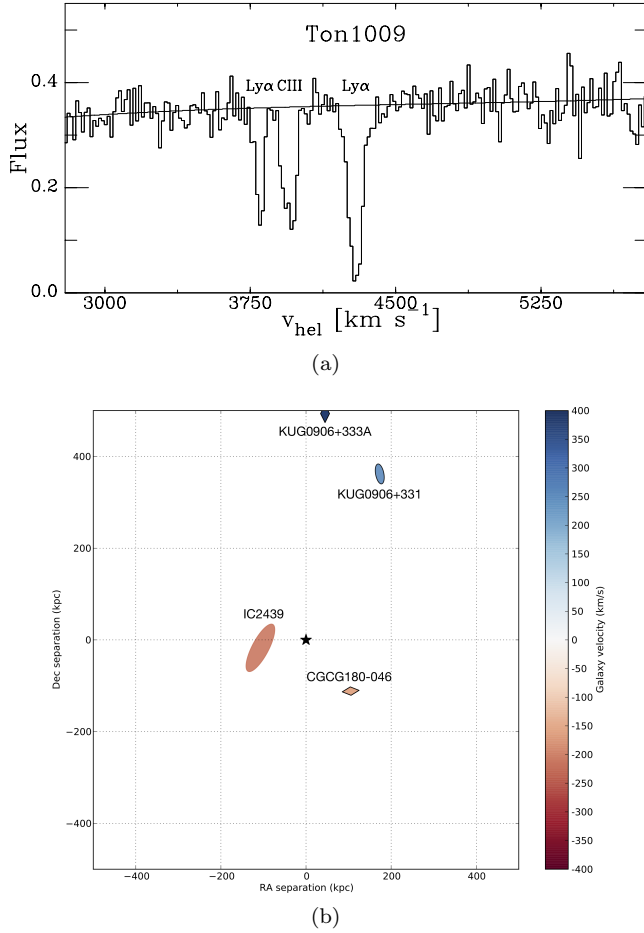 Ton1009
Lyα CIII Lyα
0.4
Flux
0.2
0.0
3000 3750 4500 5250
v_hel [km s⁻¹]
(a)
KUG0906+333A
KUG0906+331
IC2439
CGCG180-046
400
200
0
−200
−400
Dec separation (kpc)
−400 −200 0 200 400
RA separation (kpc)
400
350
300
250
200
150
100
50
0
-50
-100
-150
-200
-250
-300
-350
-400
Galaxy velocity (km/s)
(b)